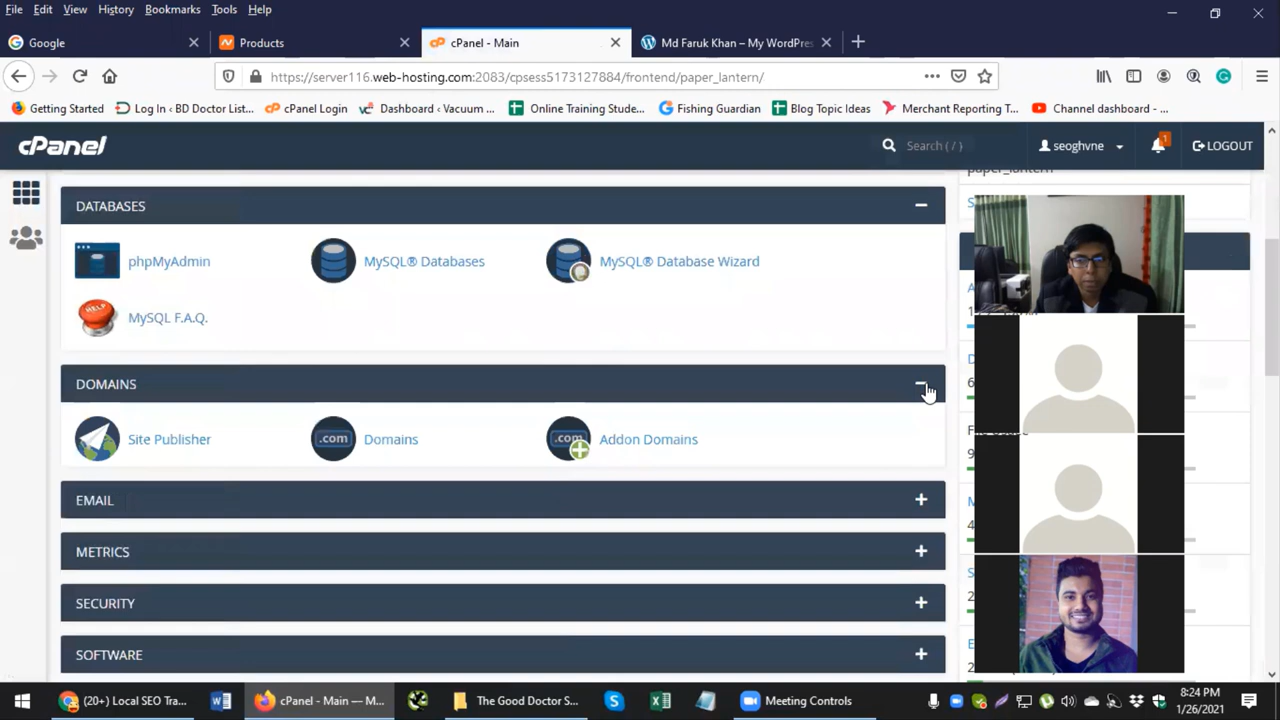 File Edit View History Bookmarks Tools Help
Google
Products
cPanel - Main
Md Faruk Khan – My WordPres
https://server116.web-hosting.com:2083/cpsess5173127884/frontend/paper_lantern/
Getting Started
Log In ‹ BD Doctor List...
cPanel Login
Dashboard ‹ Vacuum ...
Online Training Stude...
Fishing Guardian
Blog Topic Ideas
Merchant Reporting T...
Channel dashboard - ...
cPanel
Search ( / )
seoghvne
1
LOGOUT
paper_lantern
DATABASES
phpMyAdmin
MySQL® Databases
MySQL® Database Wizard
MySQL F.A.Q.
HELP
DOMAINS
Site Publisher
.com
Domains
.com
Addon Domains
EMAIL
METRICS
SECURITY
SOFTWARE
(20+) Local SEO Tra...
cPanel - Main — M...
The Good Doctor S...
Meeting Controls
8:24 PM
1/26/2021